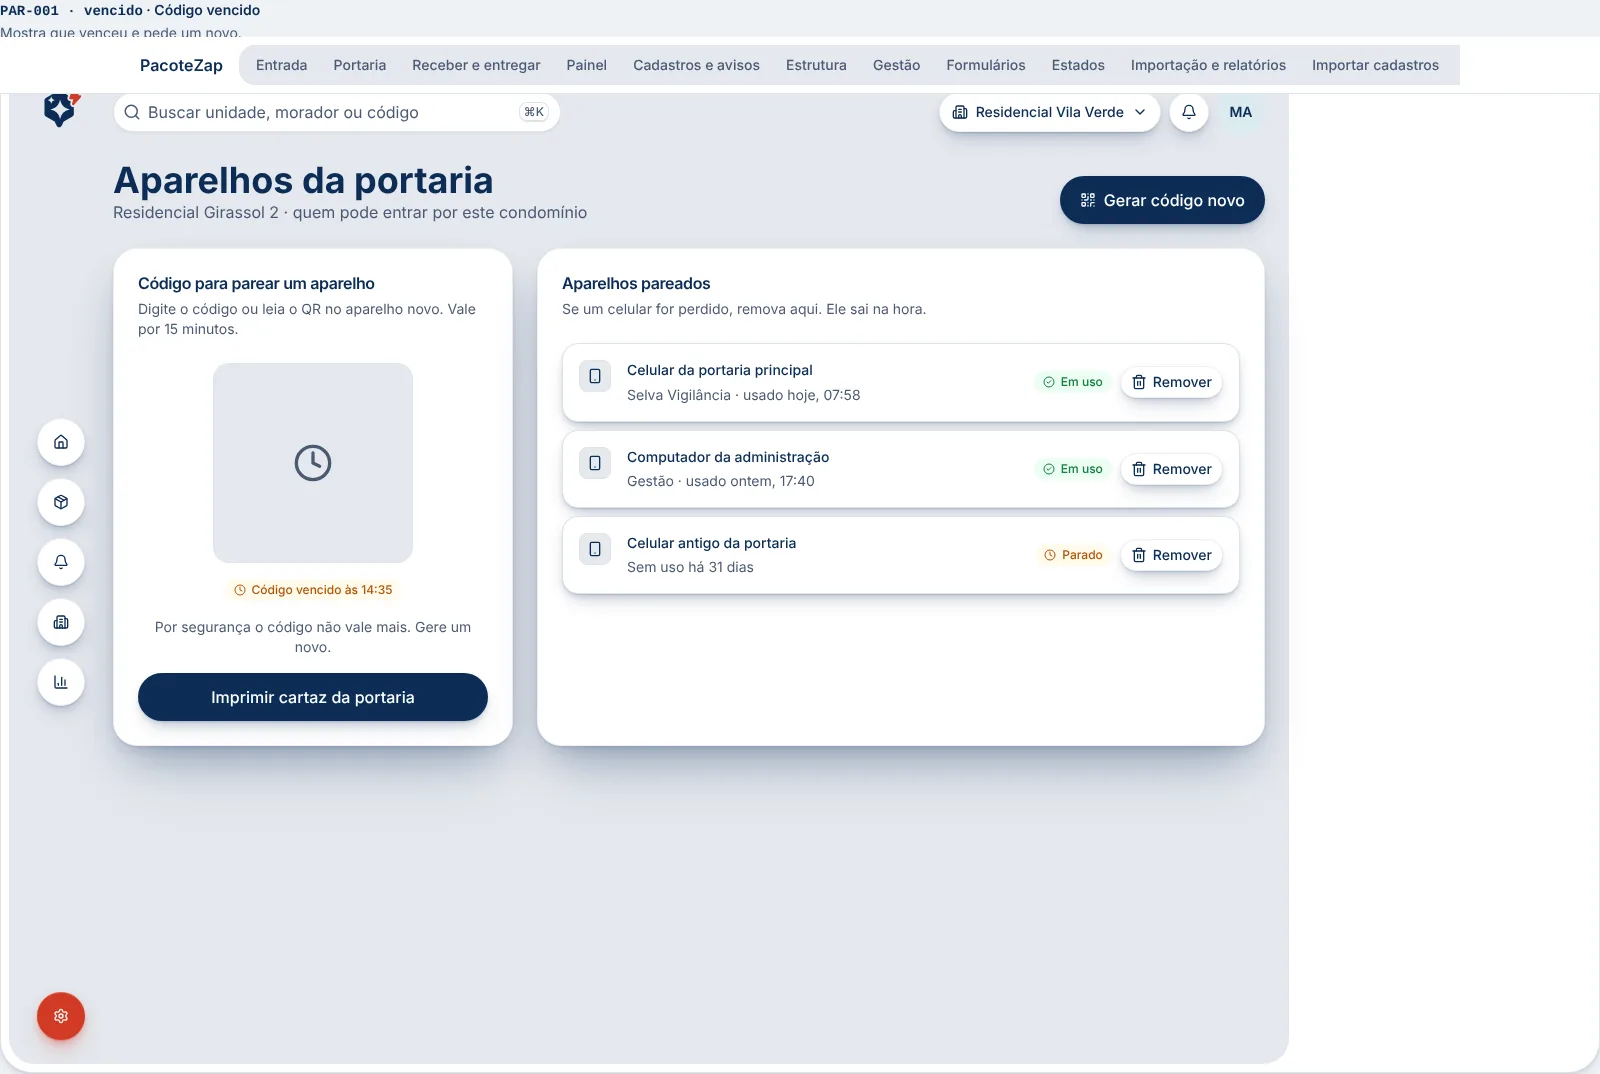 PAR-001 · vencido · Código vencido
Mostra que venceu e pede um novo.
PacoteZap Entrada Portaria Receber e entregar Painel Cadastros e avisos Estrutura Gestão Formulários Estados Importação e relatórios Importar cadastros
Buscar unidade, morador ou código ⌘K Residencial Vila Verde MA
Aparelhos da portaria
Residencial Girassol 2 · quem pode entrar por este condomínio
Gerar código novo
Código para parear um aparelho
Digite o código ou leia o QR no aparelho novo. Vale
por 15 minutos.
Código vencido às 14:35
Por segurança o código não vale mais. Gere um
novo.
Imprimir cartaz da portaria
Aparelhos pareados
Se um celular for perdido, remova aqui. Ele sai na hora.
Celular da portaria principal
Selva Vigilância · usado hoje, 07:58
Em uso Remover
Computador da administração
Gestão · usado ontem, 17:40
Em uso Remover
Celular antigo da portaria
Sem uso há 31 dias
Parado Remover